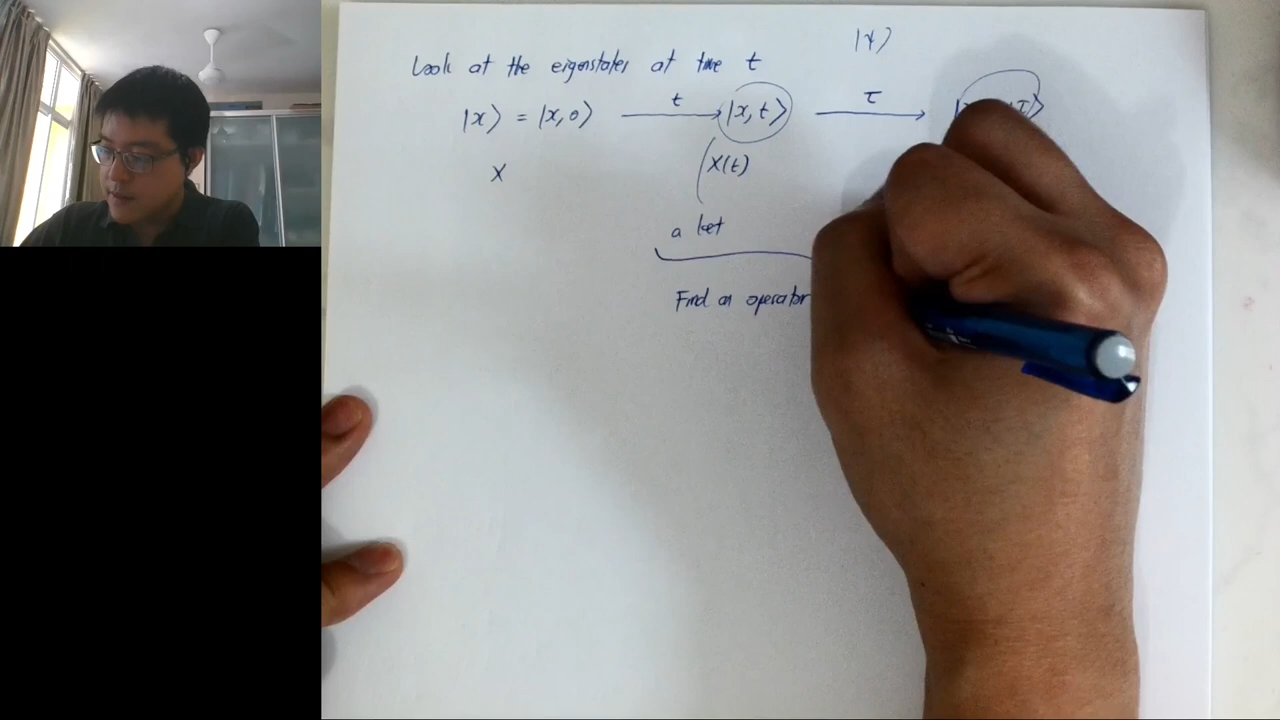 |ψ⟩
Look at the eigenstates at time t
|x⟩ = |x,0⟩ t |x,t⟩ τ
X X(t)
a ket
Find an operator